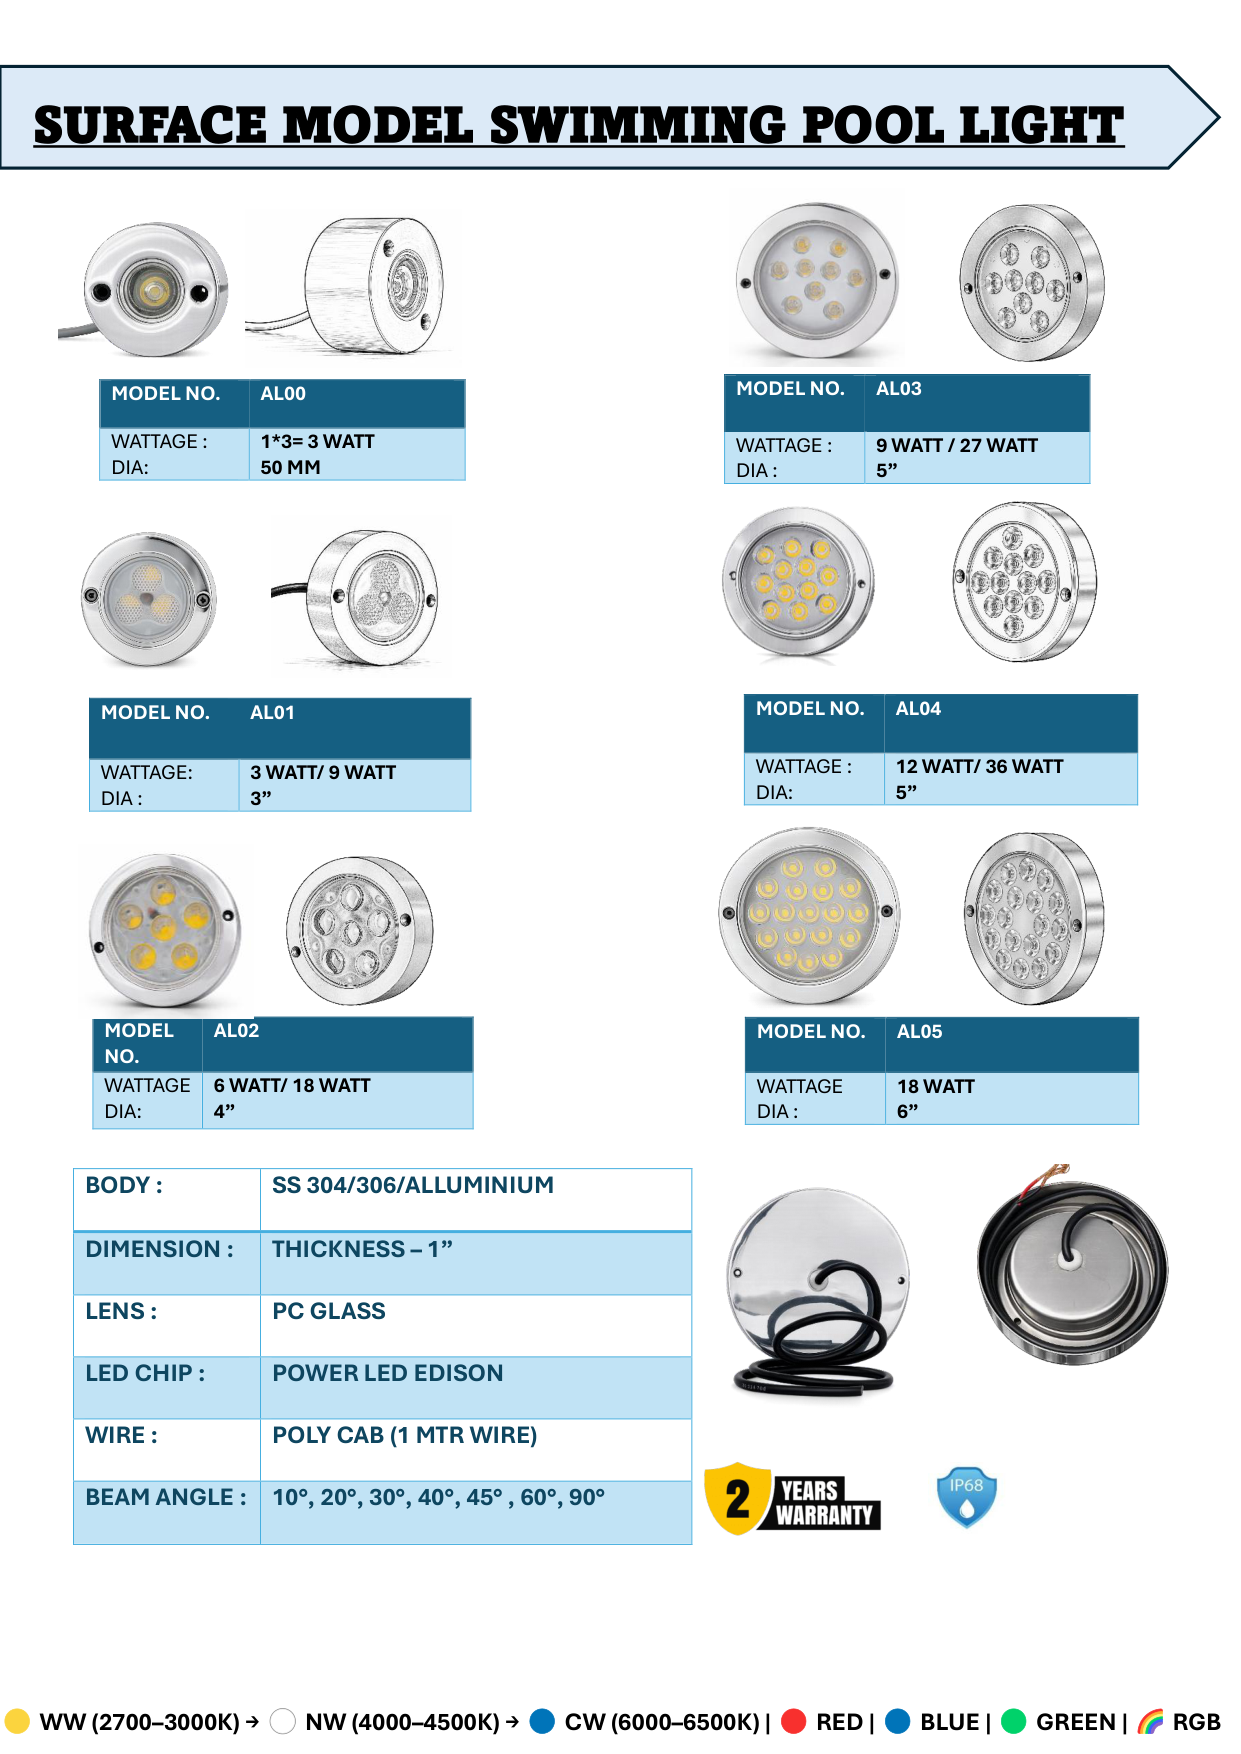 SURFACE MODEL SWIMMING POOL LIGHT
MODEL NO. AL00
WATTAGE : 1*3= 3 WATT
DIA: 50 MM
MODEL NO. AL03
WATTAGE : 9 WATT / 27 WATT
DIA : 5”
MODEL NO. AL01
WATTAGE: 3 WATT/ 9 WATT
DIA : 3”
MODEL NO. AL04
WATTAGE : 12 WATT/ 36 WATT
DIA: 5”
MODEL AL02
NO.
WATTAGE 6 WATT/ 18 WATT
DIA: 4”
MODEL NO. AL05
WATTAGE 18 WATT
DIA : 6”
BODY : SS 304/306/ALLUMINIUM
DIMENSION : THICKNESS – 1”
LENS : PC GLASS
LED CHIP : POWER LED EDISON
WIRE : POLY CAB (1 MTR WIRE)
BEAM ANGLE : 10°, 20°, 30°, 40°, 45° , 60°, 90°
2 YEARS
WARRANTY
IP68
WW (2700–3000K) → NW (4000–4500K) → CW (6000–6500K) | RED | BLUE | GREEN | RGB